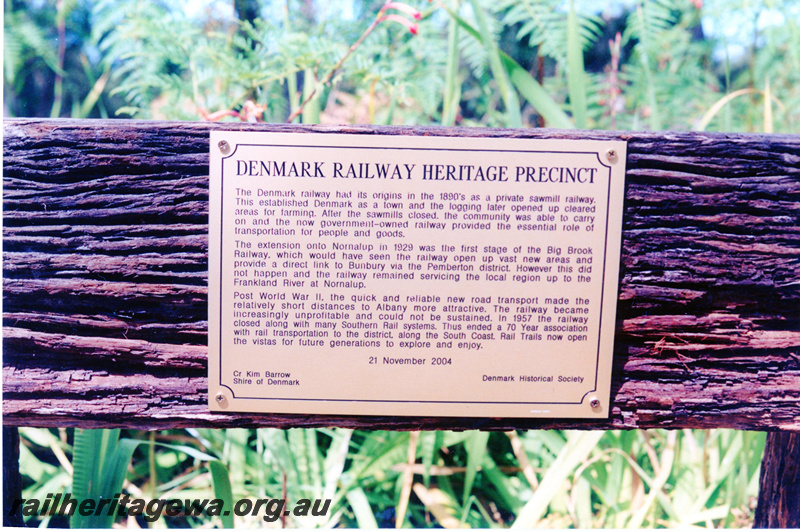 DENMARK RAILWAY HERITAGE PRECINCT
The Denmark railway had its origins in the 1890's as a private sawmill railway.
This established Denmark as a town and the logging later opened up cleared
areas for farming. After the sawmills closed, the community was able to carry
on and the now government-owned railway provided the essential role of
transportation for people and goods.
The extension onto Nornalup in 1929 was the first stage of the Big Brook
Railway, which would have seen the railway open up vast new areas and
provide a direct link to Bunbury via the Pemberton district. However this did
not happen and the railway remained servicing the local region up to the
Frankland River at Nornalup.
Post World War II, the quick and reliable new road transport made the
relatively short distances to Albany more attractive. The railway became
increasingly unprofitable and could not be sustained. In 1957 the railway
closed along with many Southern Rail systems. Thus ended a 70 Year association
with rail transportation to the district, along the South Coast. Rail Trails now open
the vistas for future generations to explore and enjoy.
21 November 2004
Cr Kim Barrow
Shire of Denmark
Denmark Historical Society
railheritagewa.org.au